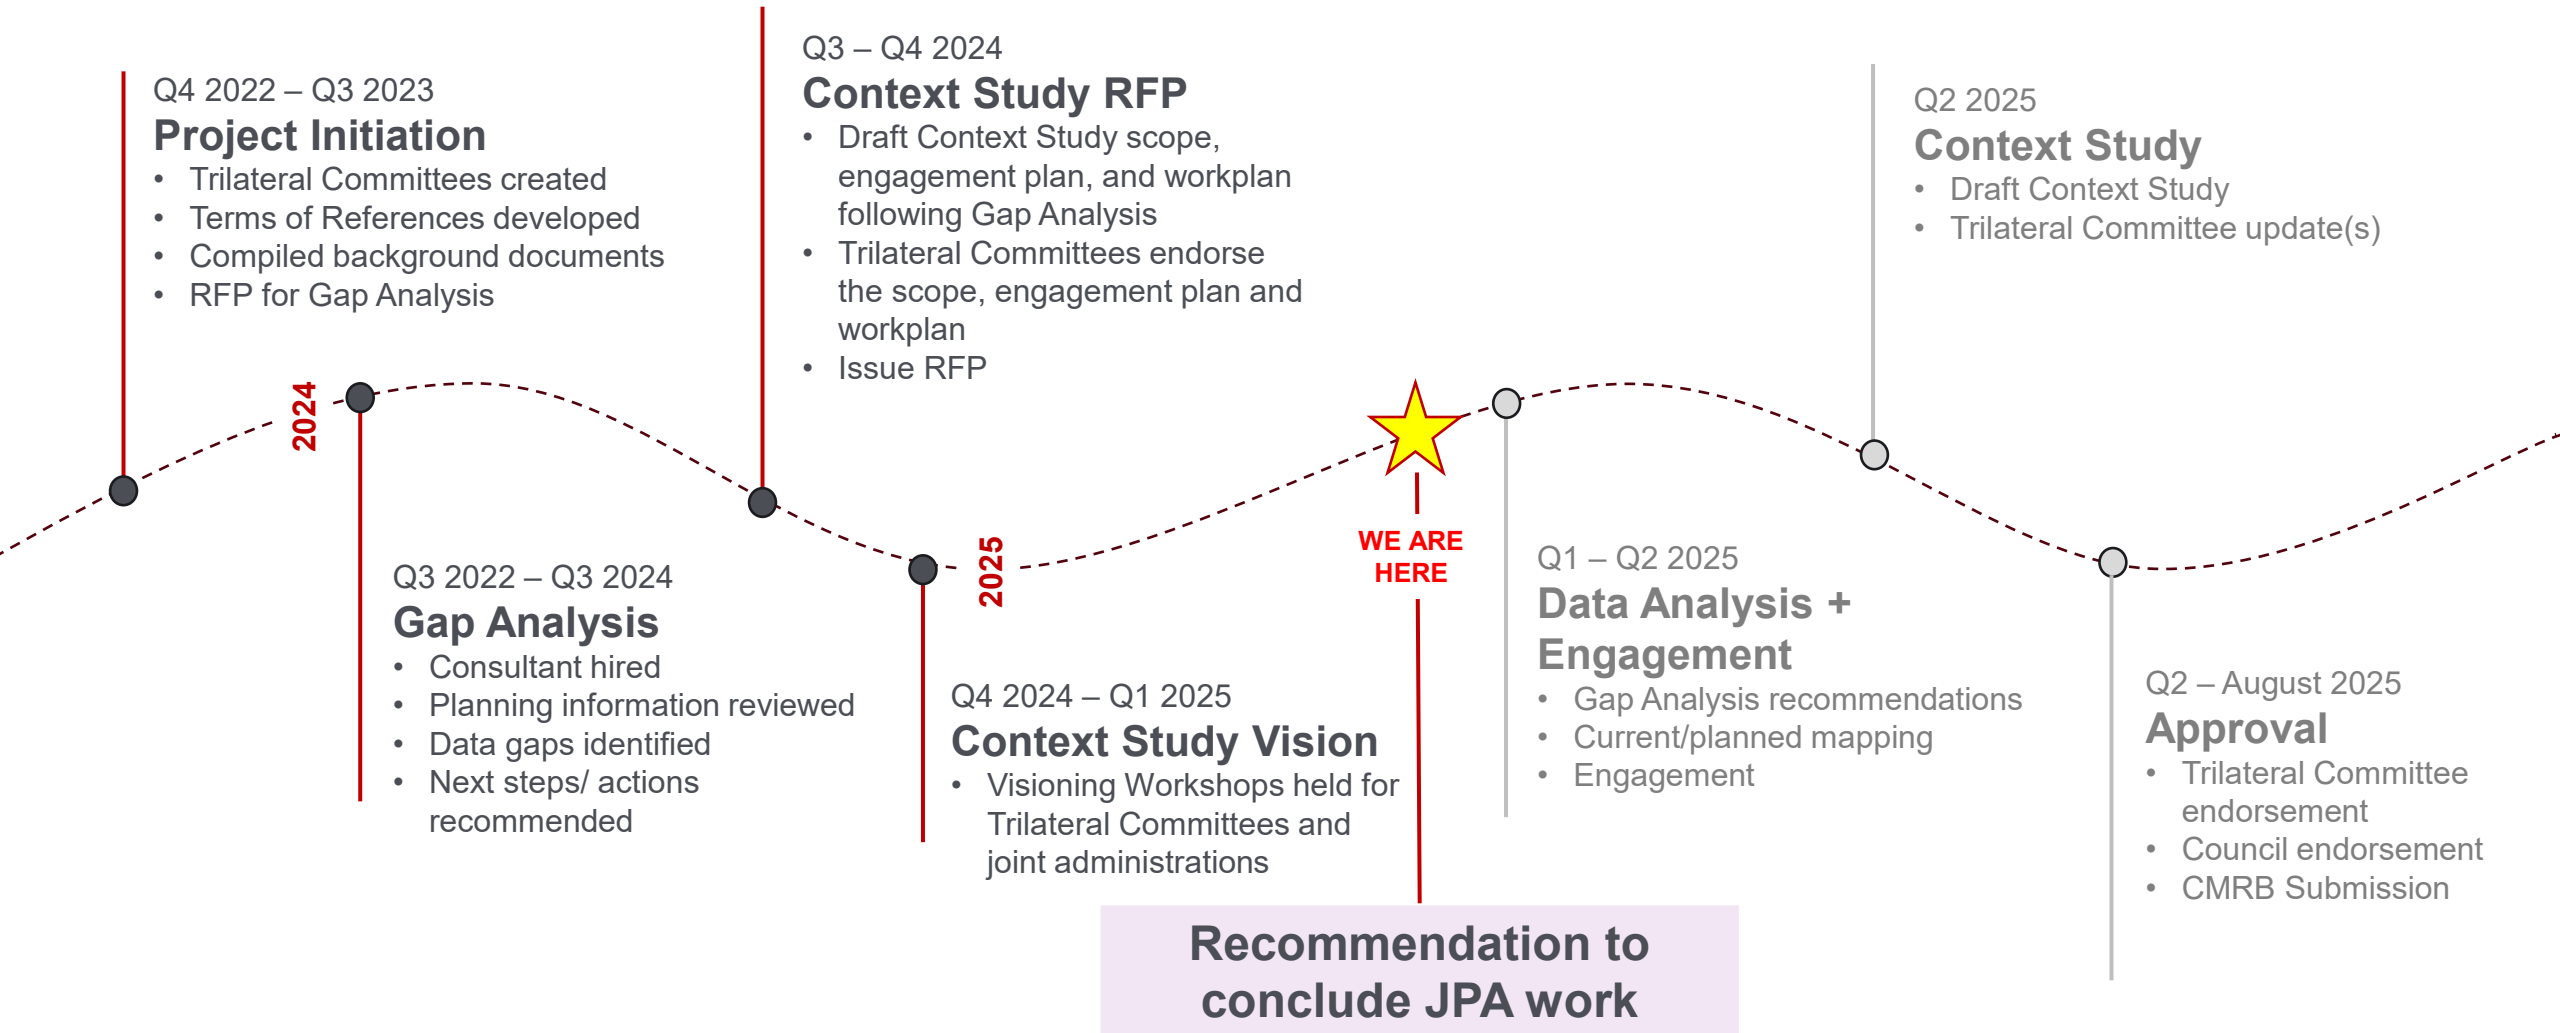 Q4 2022 – Q3 2023
Project Initiation
• Trilateral Committees created
• Terms of References developed
• Compiled background documents
• RFP for Gap Analysis
2024
Q3 2022 – Q3 2024
Gap Analysis
• Consultant hired
• Planning information reviewed
• Data gaps identified
• Next steps/ actions
recommended
Q3 – Q4 2024
Context Study RFP
• Draft Context Study scope,
engagement plan, and workplan
following Gap Analysis
• Trilateral Committees endorse
the scope, engagement plan and
workplan
• Issue RFP
Q4 2024 – Q1 2025
Context Study Vision
• Visioning Workshops held for
Trilateral Committees and
joint administrations
2025
WE ARE
HERE
Recommendation to
conclude JPA work
Q1 – Q2 2025
Data Analysis +
Engagement
• Gap Analysis recommendations
• Current/planned mapping
• Engagement
Q2 2025
Context Study
• Draft Context Study
• Trilateral Committee update(s)
Q2 – August 2025
Approval
• Trilateral Committee
endorsement
• Council endorsement
• CMRB Submission